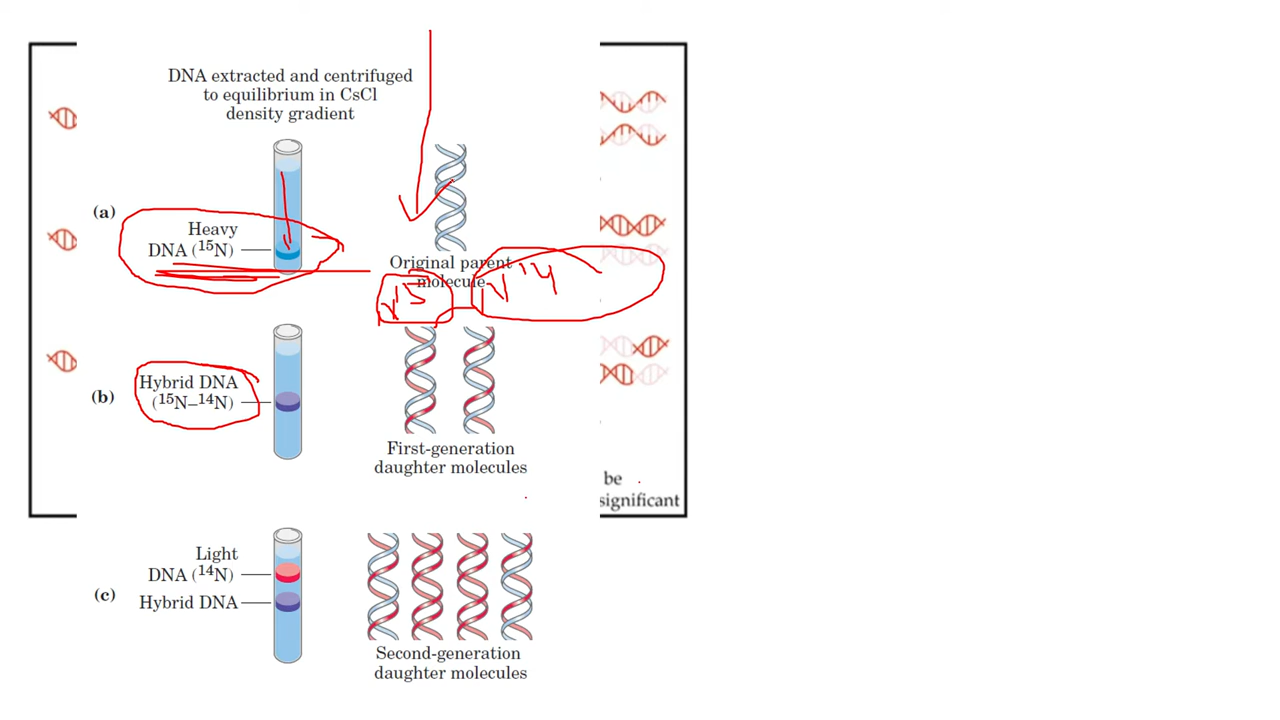 DNA extracted and centrifuged
to equilibrium in CsCl
density gradient
(a)
Heavy
DNA (¹⁵N)
Original parent
molecule
N¹⁵
N¹⁴
(b)
Hybrid DNA
(¹⁵N–¹⁴N)
First-generation
daughter molecules
be
significant
(c)
Light
DNA (¹⁴N)
Hybrid DNA
Second-generation
daughter molecules